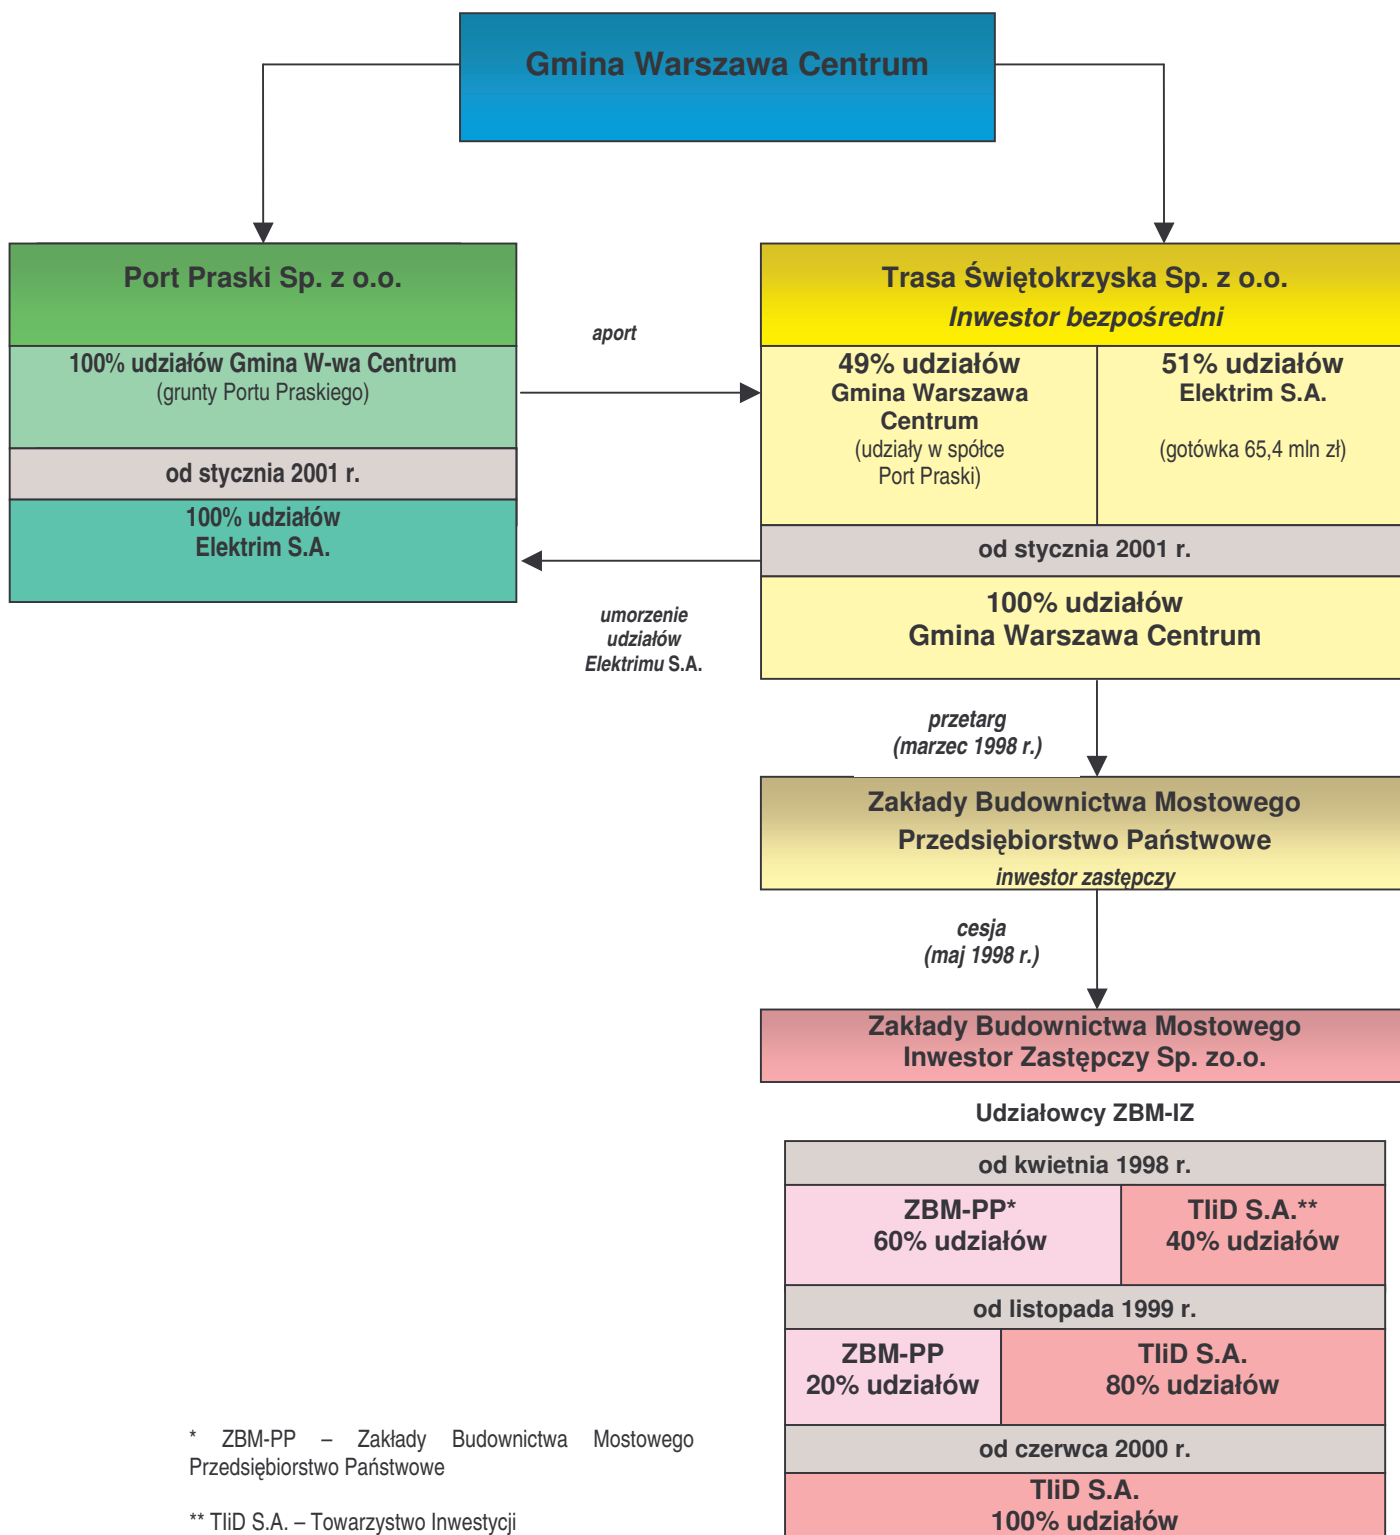 Gmina Warszawa Centrum
Port Praski Sp. z o.o.
100% udziałów Gmina W-wa Centrum
(grunty Portu Praskiego)
od stycznia 2001 r.
100% udziałów
Elektrim S.A.
aport
umorzenie
udziałów
Elektrimu S.A.
Trasa Świętokrzyska Sp. z o.o.
Inwestor bezpośredni
49% udziałów
Gmina Warszawa
Centrum
(udziały w spółce
Port Praski)
51% udziałów
Elektrim S.A.
(gotówka 65,4 mln zł)
od stycznia 2001 r.
100% udziałów
Gmina Warszawa Centrum
przetarg
(marzec 1998 r.)
Zakłady Budownictwa Mostowego
Przedsiębiorstwo Państwowe
inwestor zastępczy
cesja
(maj 1998 r.)
Zakłady Budownictwa Mostowego
Inwestor Zastępczy Sp. zo.o.
Udziałowcy ZBM-IZ
od kwietnia 1998 r.
ZBM-PP*
60% udziałów
TIiD S.A.**
40% udziałów
od listopada 1999 r.
ZBM-PP
20% udziałów
TIiD S.A.
80% udziałów
od czerwca 2000 r.
TIiD S.A.
100% udziałów
* ZBM-PP – Zakłady Budownictwa Mostowego
Przedsiębiorstwo Państwowe
** TIiD S.A. – Towarzystwo Inwestycji